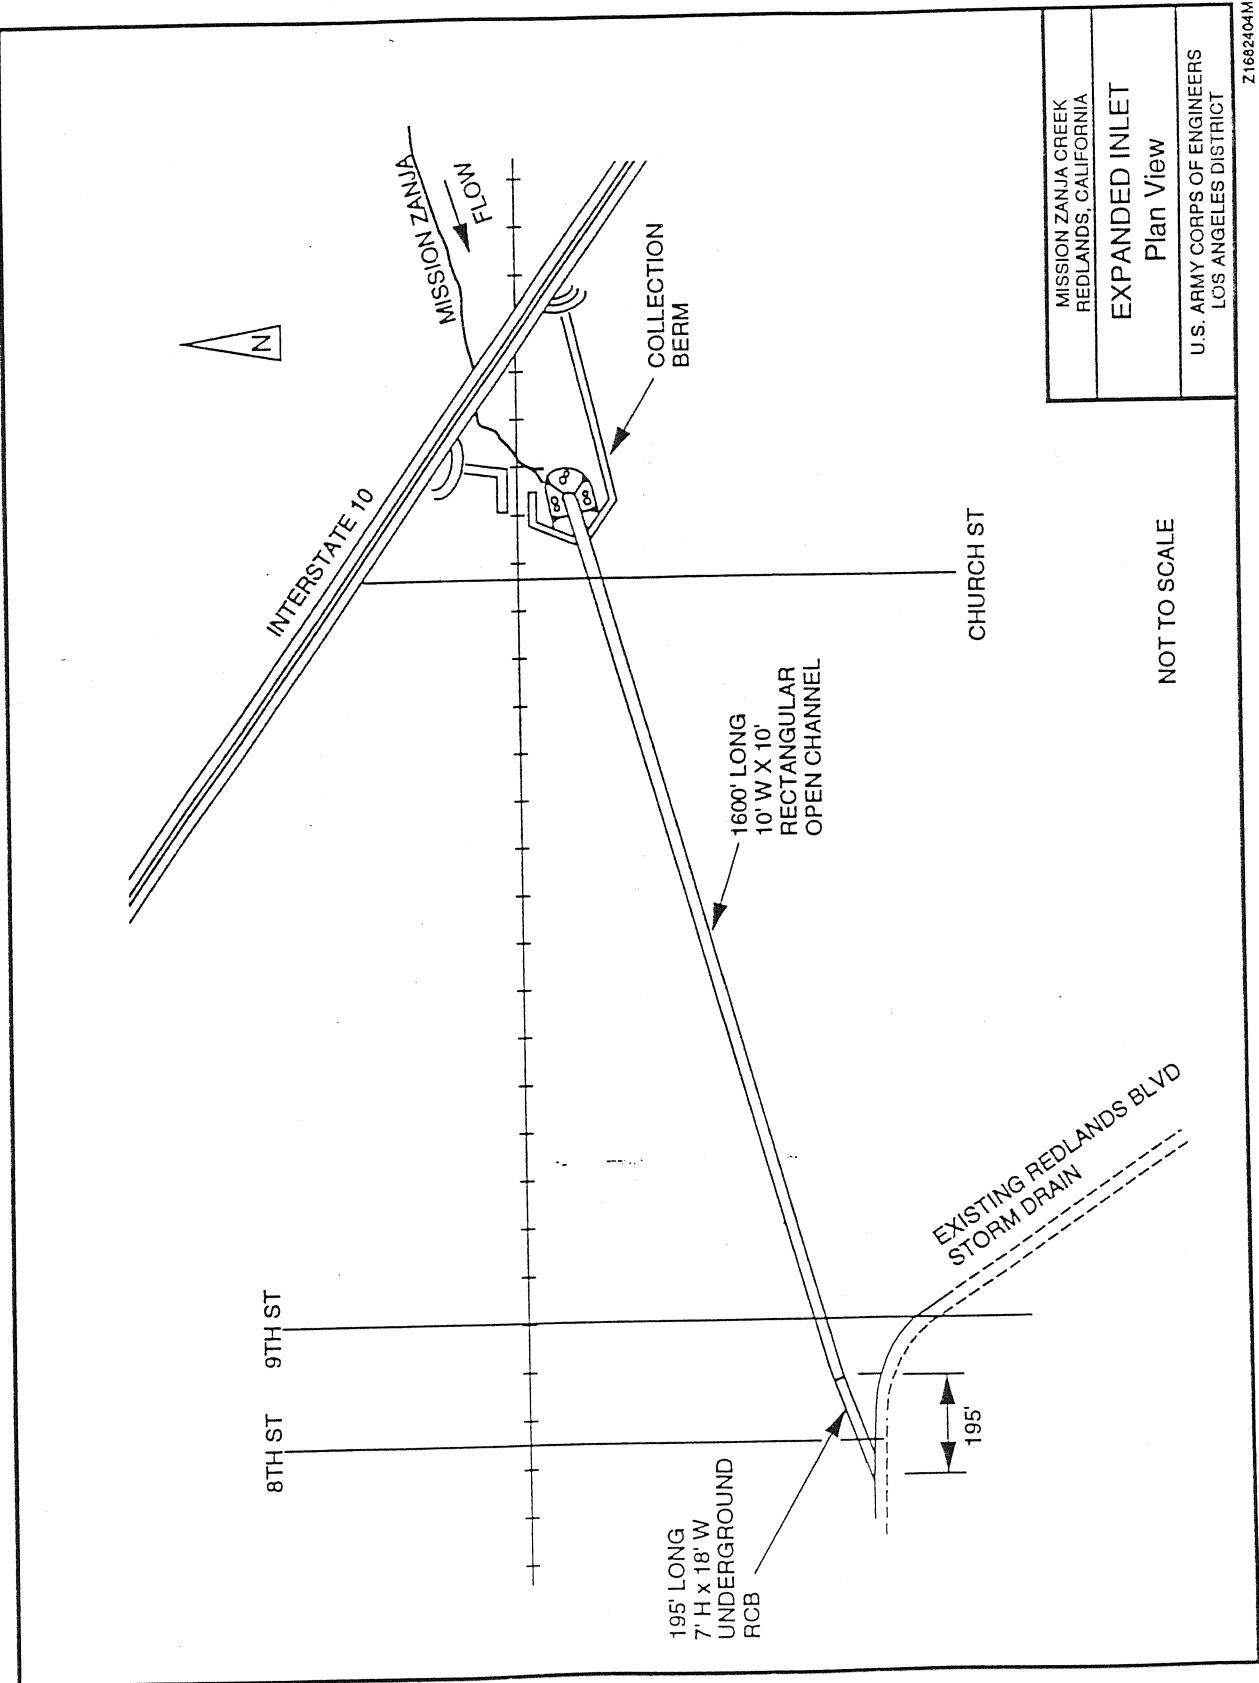 INTERSTATE 10
MISSION ZANJA
FLOW
N
COLLECTION
BERM
8TH ST
9TH ST
CHURCH ST
1600' LONG
10' W X 10'
RECTANGULAR
OPEN CHANNEL
195' LONG
7' H x 18' W
UNDERGROUND
RCB
195'
EXISTING REDLANDS BLVD
STORM DRAIN
NOT TO SCALE
MISSION ZANJA CREEK
REDLANDS, CALIFORNIA
EXPANDED INLET
Plan View
U.S. ARMY CORPS OF ENGINEERS
LOS ANGELES DISTRICT
Z1682404M